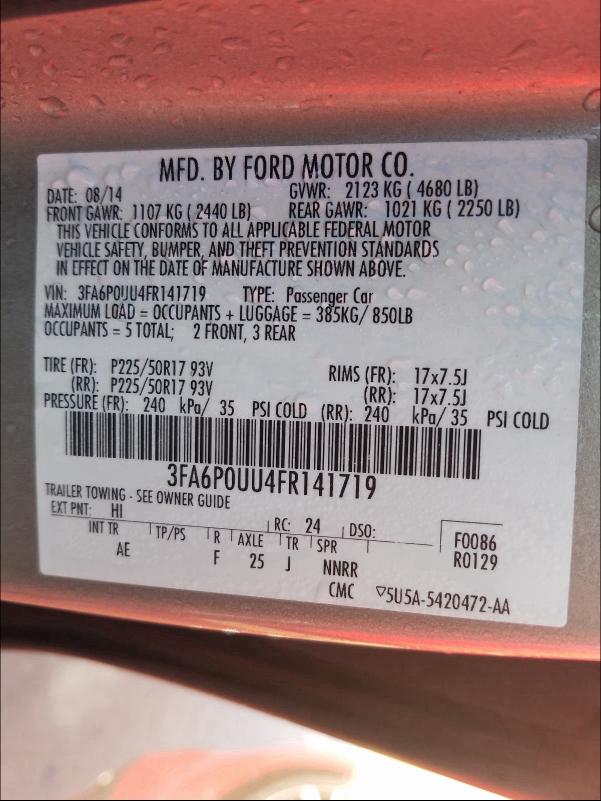 MFD. BY FORD MOTOR CO.
DATE: 08/14 GVWR: 2123 KG ( 4680 LB)
FRONT GAWR: 1107 KG ( 2440 LB) REAR GAWR: 1021 KG ( 2250 LB)
THIS VEHICLE CONFORMS TO ALL APPLICABLE FEDERAL MOTOR
VEHICLE SAFETY, BUMPER, AND THEFT PREVENTION STANDARDS
IN EFFECT ON THE DATE OF MANUFACTURE SHOWN ABOVE.
VIN: 3FA6P0UU4FR141719 TYPE: Passenger Car
MAXIMUM LOAD = OCCUPANTS + LUGGAGE = 385KG/ 850LB
OCCUPANTS = 5 TOTAL; 2 FRONT, 3 REAR
TIRE (FR): P225/50R17 93V RIMS (FR): 17x7.5J
(RR): P225/50R17 93V (RR): 17x7.5J
PRESSURE (FR): 240 kPa/ 35 PSI COLD (RR): 240 kPa/ 35 PSI COLD
3FA6P0UU4FR141719
TRAILER TOWING - SEE OWNER GUIDE
EXT PNT: HI RC: 24 DSO:
INT TR TP/PS R AXLE TR SPR F0086
AE F 25 J NNRR R0129
CMC ▽5U5A-5420472-AA